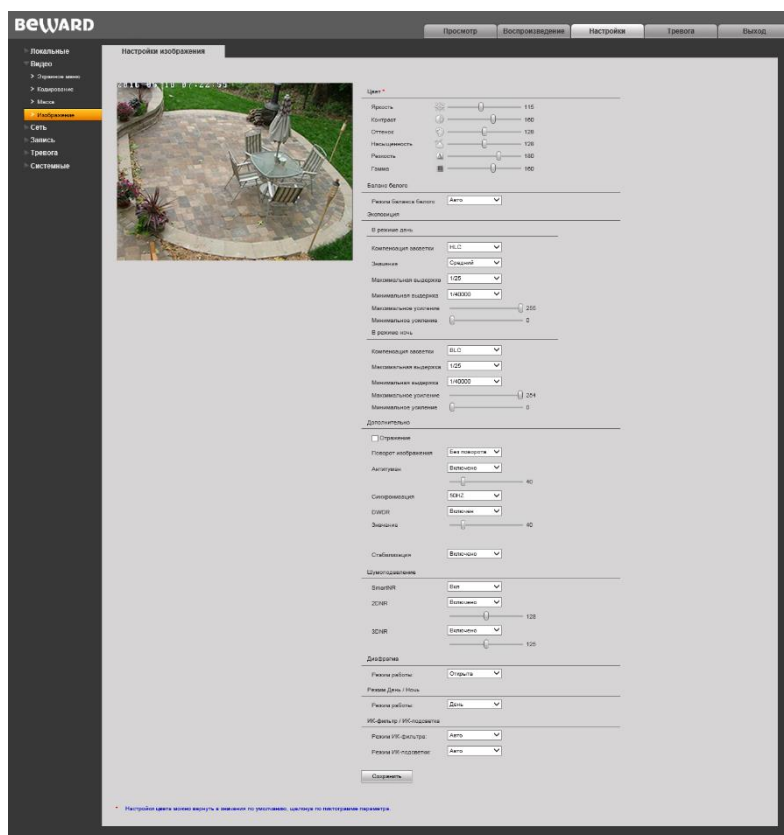 BEWARD
Просмотр
Воспроизведение
Настройки
Тревога
Выход
Локальные
Видео
Экранное меню
Кодирование
Маска
Изображение
Сеть
Запись
Тревога
Системные
Настройки изображения
Цвет *
Яркость 115
Контраст 160
Оттенок 128
Насыщенность 128
Резкость
Гамма 160
Баланс белого
Режим баланса белого Авто
Экспозиция
В режиме день
Компенсация засветки HLC
Значение Средний
Максимальная выдержка 1/25
Минимальная выдержка 1/40000
Максимальное усиление
Минимальное усиление 0
В режиме ночь
Компенсация засветки BLC
Максимальная выдержка 1/25
Минимальная выдержка 1/40000
Максимальное усиление
Минимальное усиление 0
Дополнительно
Отражение
Поворот изображения Без поворота
Антитуман Включено
40
Синхронизация 50HZ
DWDR Включен
Значение 40
Стабилизация Включено
Шумоподавление
SmartNR Вкл
2DNR Включено
128
3DNR Включено
128
Диафрагма
Режим работы Открыта
Режим День / Ночь
Режим работы День
ИК-фильтр / ИК-подсветка
Режим ИК-фильтра: Авто
Режим ИК-подсветки: Авто
Сохранить
* Настройки цвета можно вернуть в значения по умолчанию, щелкнув по пиктограмме параметра.